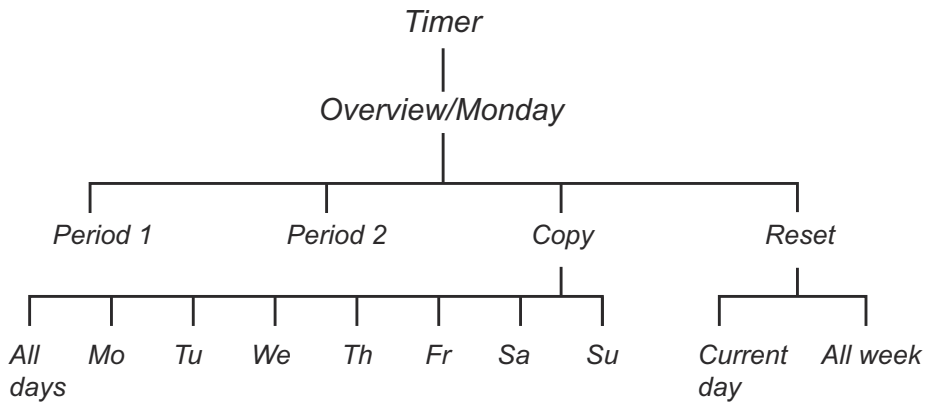 Timer
Overview/Monday
Period 1 Period 2 Copy Reset
All Mo Tu We Th Fr Sa Su Current All week
days day